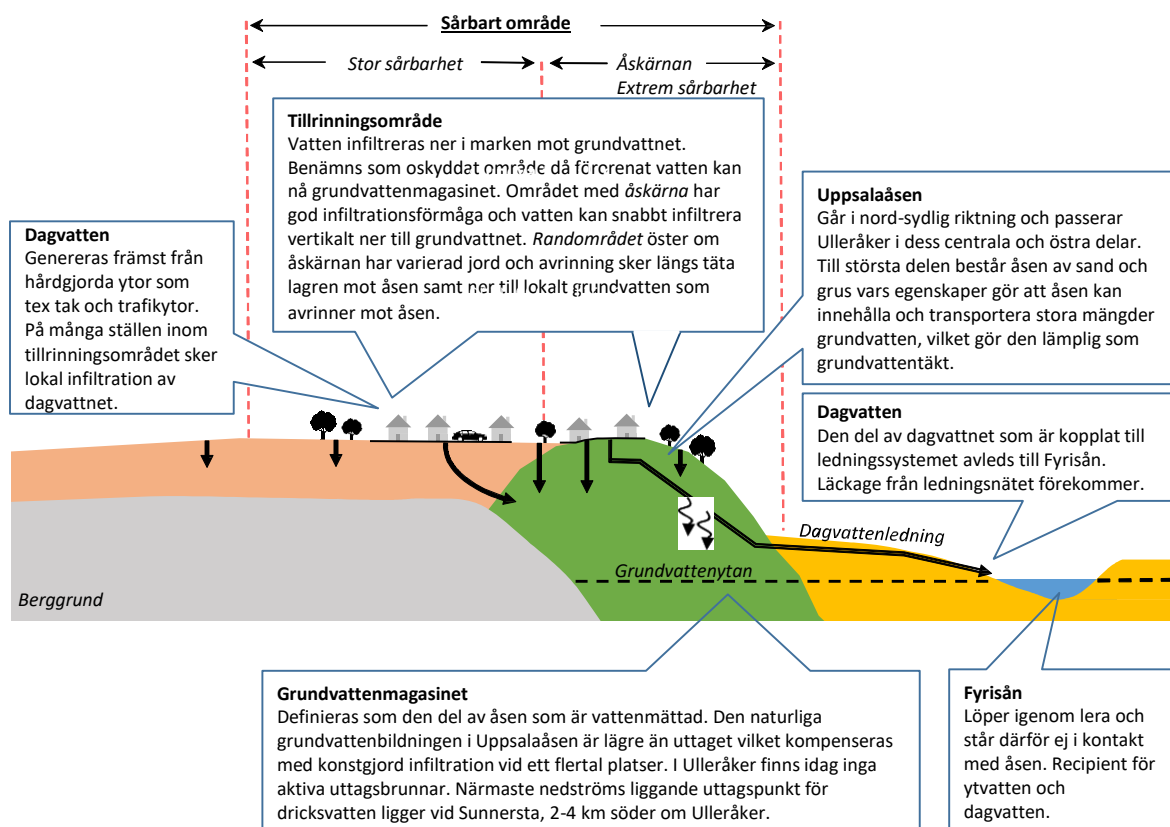 Sårbart område
Stor sårbarhet
Åskärnan
Extrem sårbarhet
Tillrinningsområde
Vatten infiltreras ner i marken mot grundvattnet.
Benämns som oskyddat område då förorenat vatten kan
nå grundvattenmagasinet. Området med åskärna har
god infiltrationsförmåga och vatten kan snabbt infiltrera
vertikalt ner till grundvattnet. Randområdet öster om
åskärnan har varierad jord och avrinning sker längs täta
lagren mot åsen samt ner till lokalt grundvatten som
avrinner mot åsen.
Uppsalaåsen
Går i nord-sydlig riktning och passerar
Ulleråker i dess centrala och östra delar.
Till största delen består åsen av sand och
grus vars egenskaper gör att åsen kan
innehålla och transportera stora mängder
grundvatten, vilket gör den lämplig som
grundvattentäkt.
Dagvatten
Genereras främst från
hårdgjorda ytor som
tex tak och trafikytor.
På många ställen inom
tillrinningsområdet sker
lokal infiltration av
dagvattnet.
Dagvatten
Den del av dagvattnet som är kopplat till
ledningssystemet avleds till Fyrisån.
Läckage från ledningsnätet förekommer.
Dagvattenledning
Grundvattenytan
Berggrund
Grundvattenmagasinet
Definieras som den del av åsen som är vattenmättad. Den naturliga
grundvattenbildningen i Uppsalaåsen är lägre än uttaget vilket kompenseras
med konstgjord infiltration vid ett flertal platser. I Ulleråker finns idag inga
aktiva uttagsbrunnar. Närmaste nedströms liggande uttagspunkt för
dricksvatten ligger vid Sunnersta, 2-4 km söder om Ulleråker.
Fyrisån
Löper igenom lera och
står därför ej i kontakt
med åsen. Recipient för
ytvatten och
dagvatten.